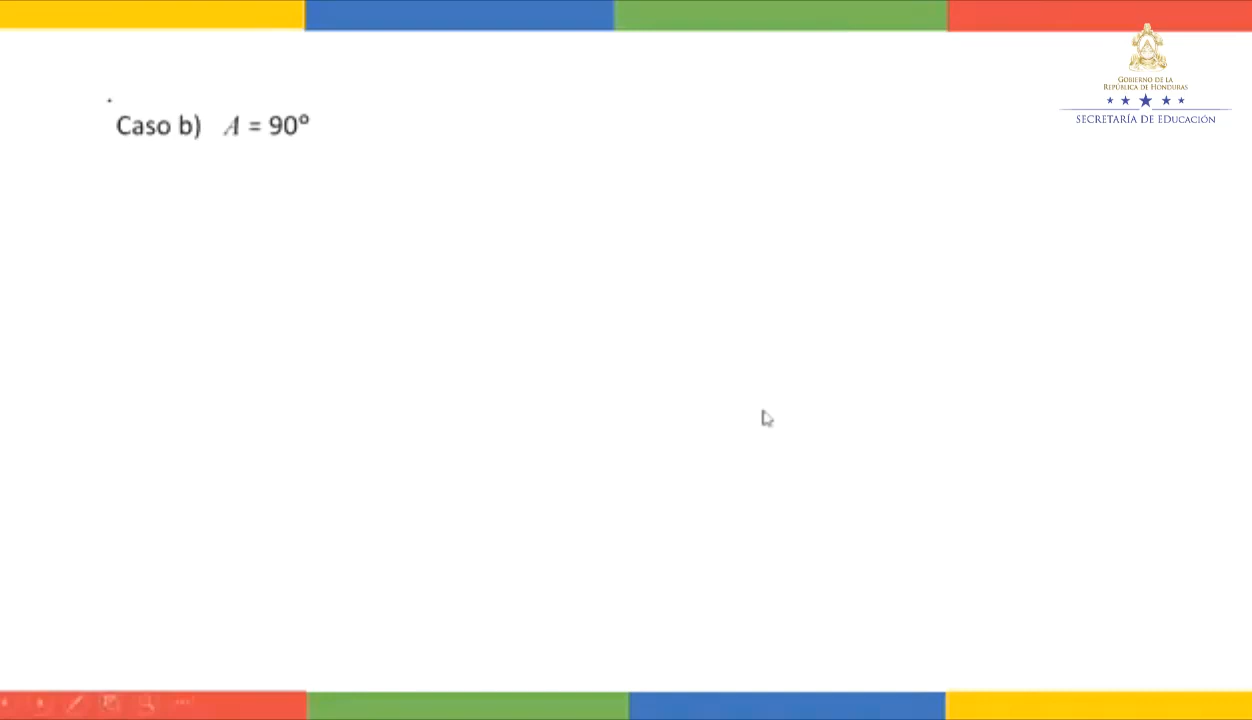 GOBIERNO DE LA
REPÚBLICA DE HONDURAS
SECRETARÍA DE EDUCACIÓN
Caso b) A = 90°